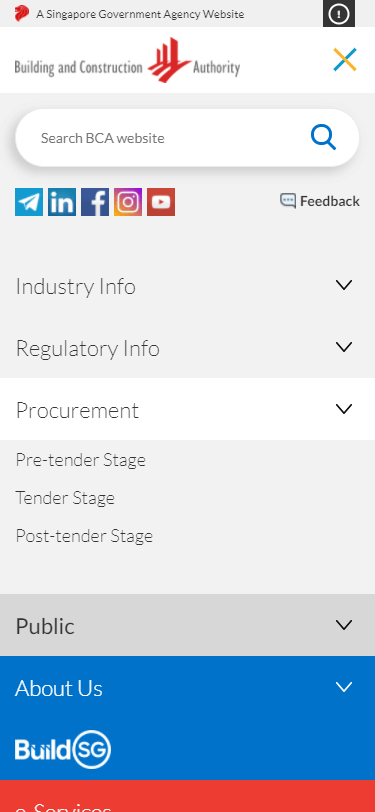 A Singapore Government Agency Website
Building and Construction Authority
Search BCA website
Feedback
Industry Info
Regulatory Info
Procurement
Pre-tender Stage
Tender Stage
Post-tender Stage
Public
About Us
BuildSG
e-Services